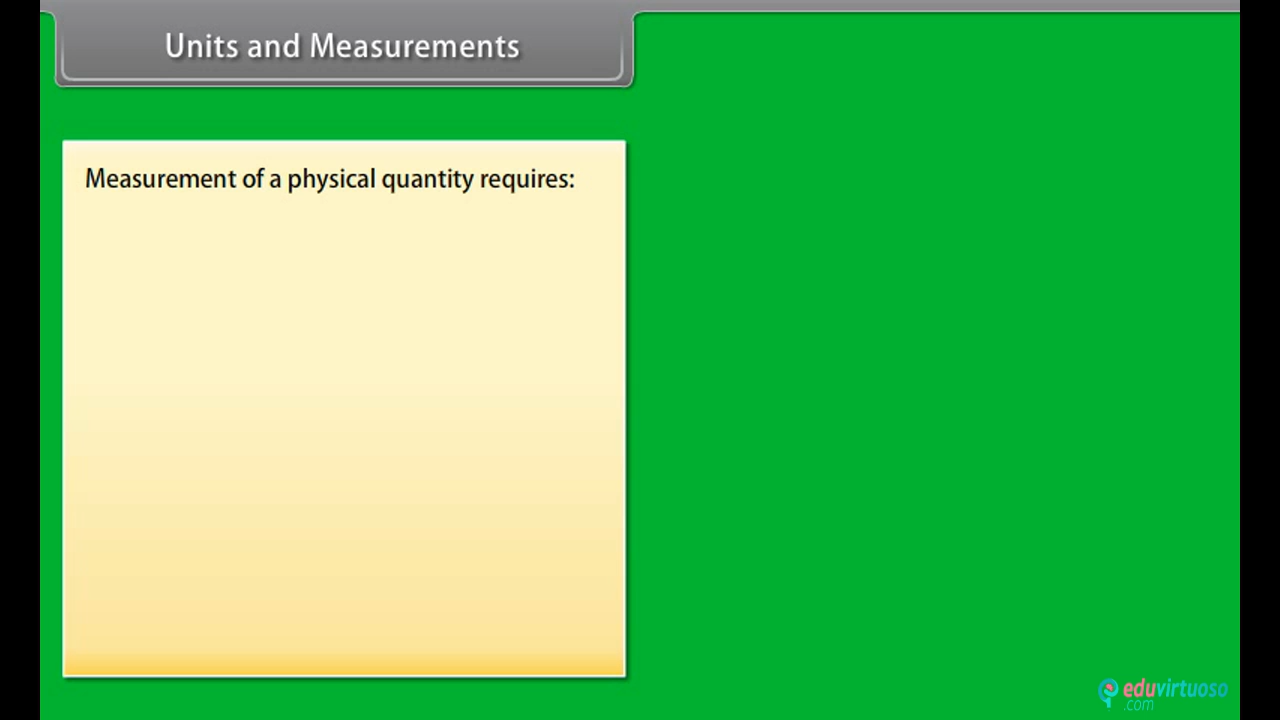 Units and Measurements
Measurement of a physical quantity requires:
eduvirtuoso
.com